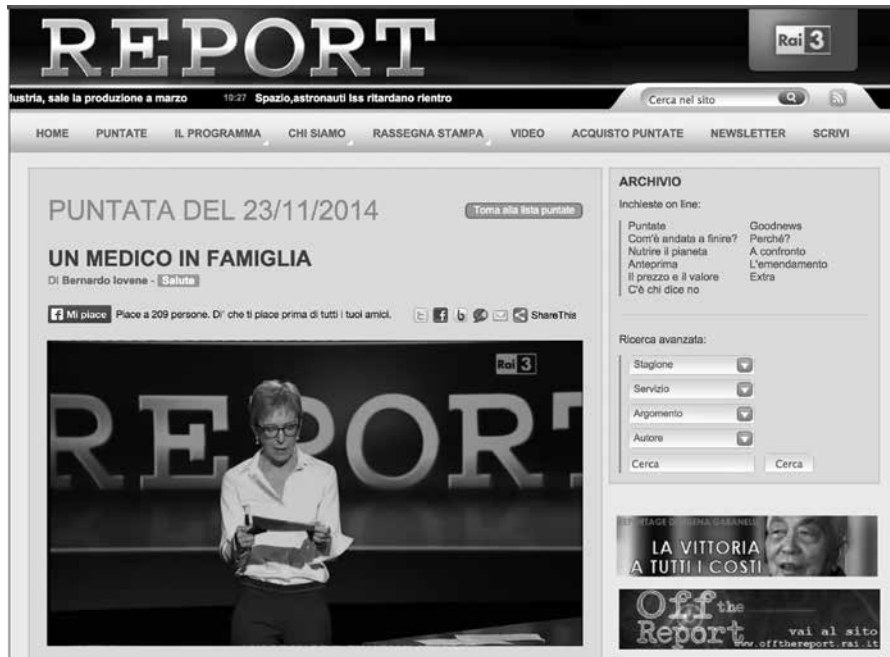 REPORT
Rai 3
lustria, sale la produzione a marzo 10:27 Spazio,astronauti Iss ritardano rientro
Cerca nel sito
HOME PUNTATE IL PROGRAMMA CHI SIAMO RASSEGNA STAMPA VIDEO ACQUISTO PUNTATE NEWSLETTER SCRIVI
PUNTATA DEL 23/11/2014
Torna alla lista puntate
UN MEDICO IN FAMIGLIA
Di Bernardo Iovene - Salute
f Mi piace Piace a 209 persone. Di' che ti piace prima di tutti i tuoi amici.
ShareThis
Rai 3
REPORT
ARCHIVIO
Inchieste on line:
Puntate
Com'è andata a finire?
Nutrire il pianeta
Anteprima
Il prezzo e il valore
C'è chi dice no
Goodnews
Perché?
A confronto
L'emendamento
Extra
Ricerca avanzata:
Stagione
Servizio
Argomento
Autore
Cerca Cerca
REPORTAGE DI MILENA GABANELLI
LA VITTORIA
A TUTTI I COSTI
Off the
Report
vai al sito
www.offthereport.rai.it